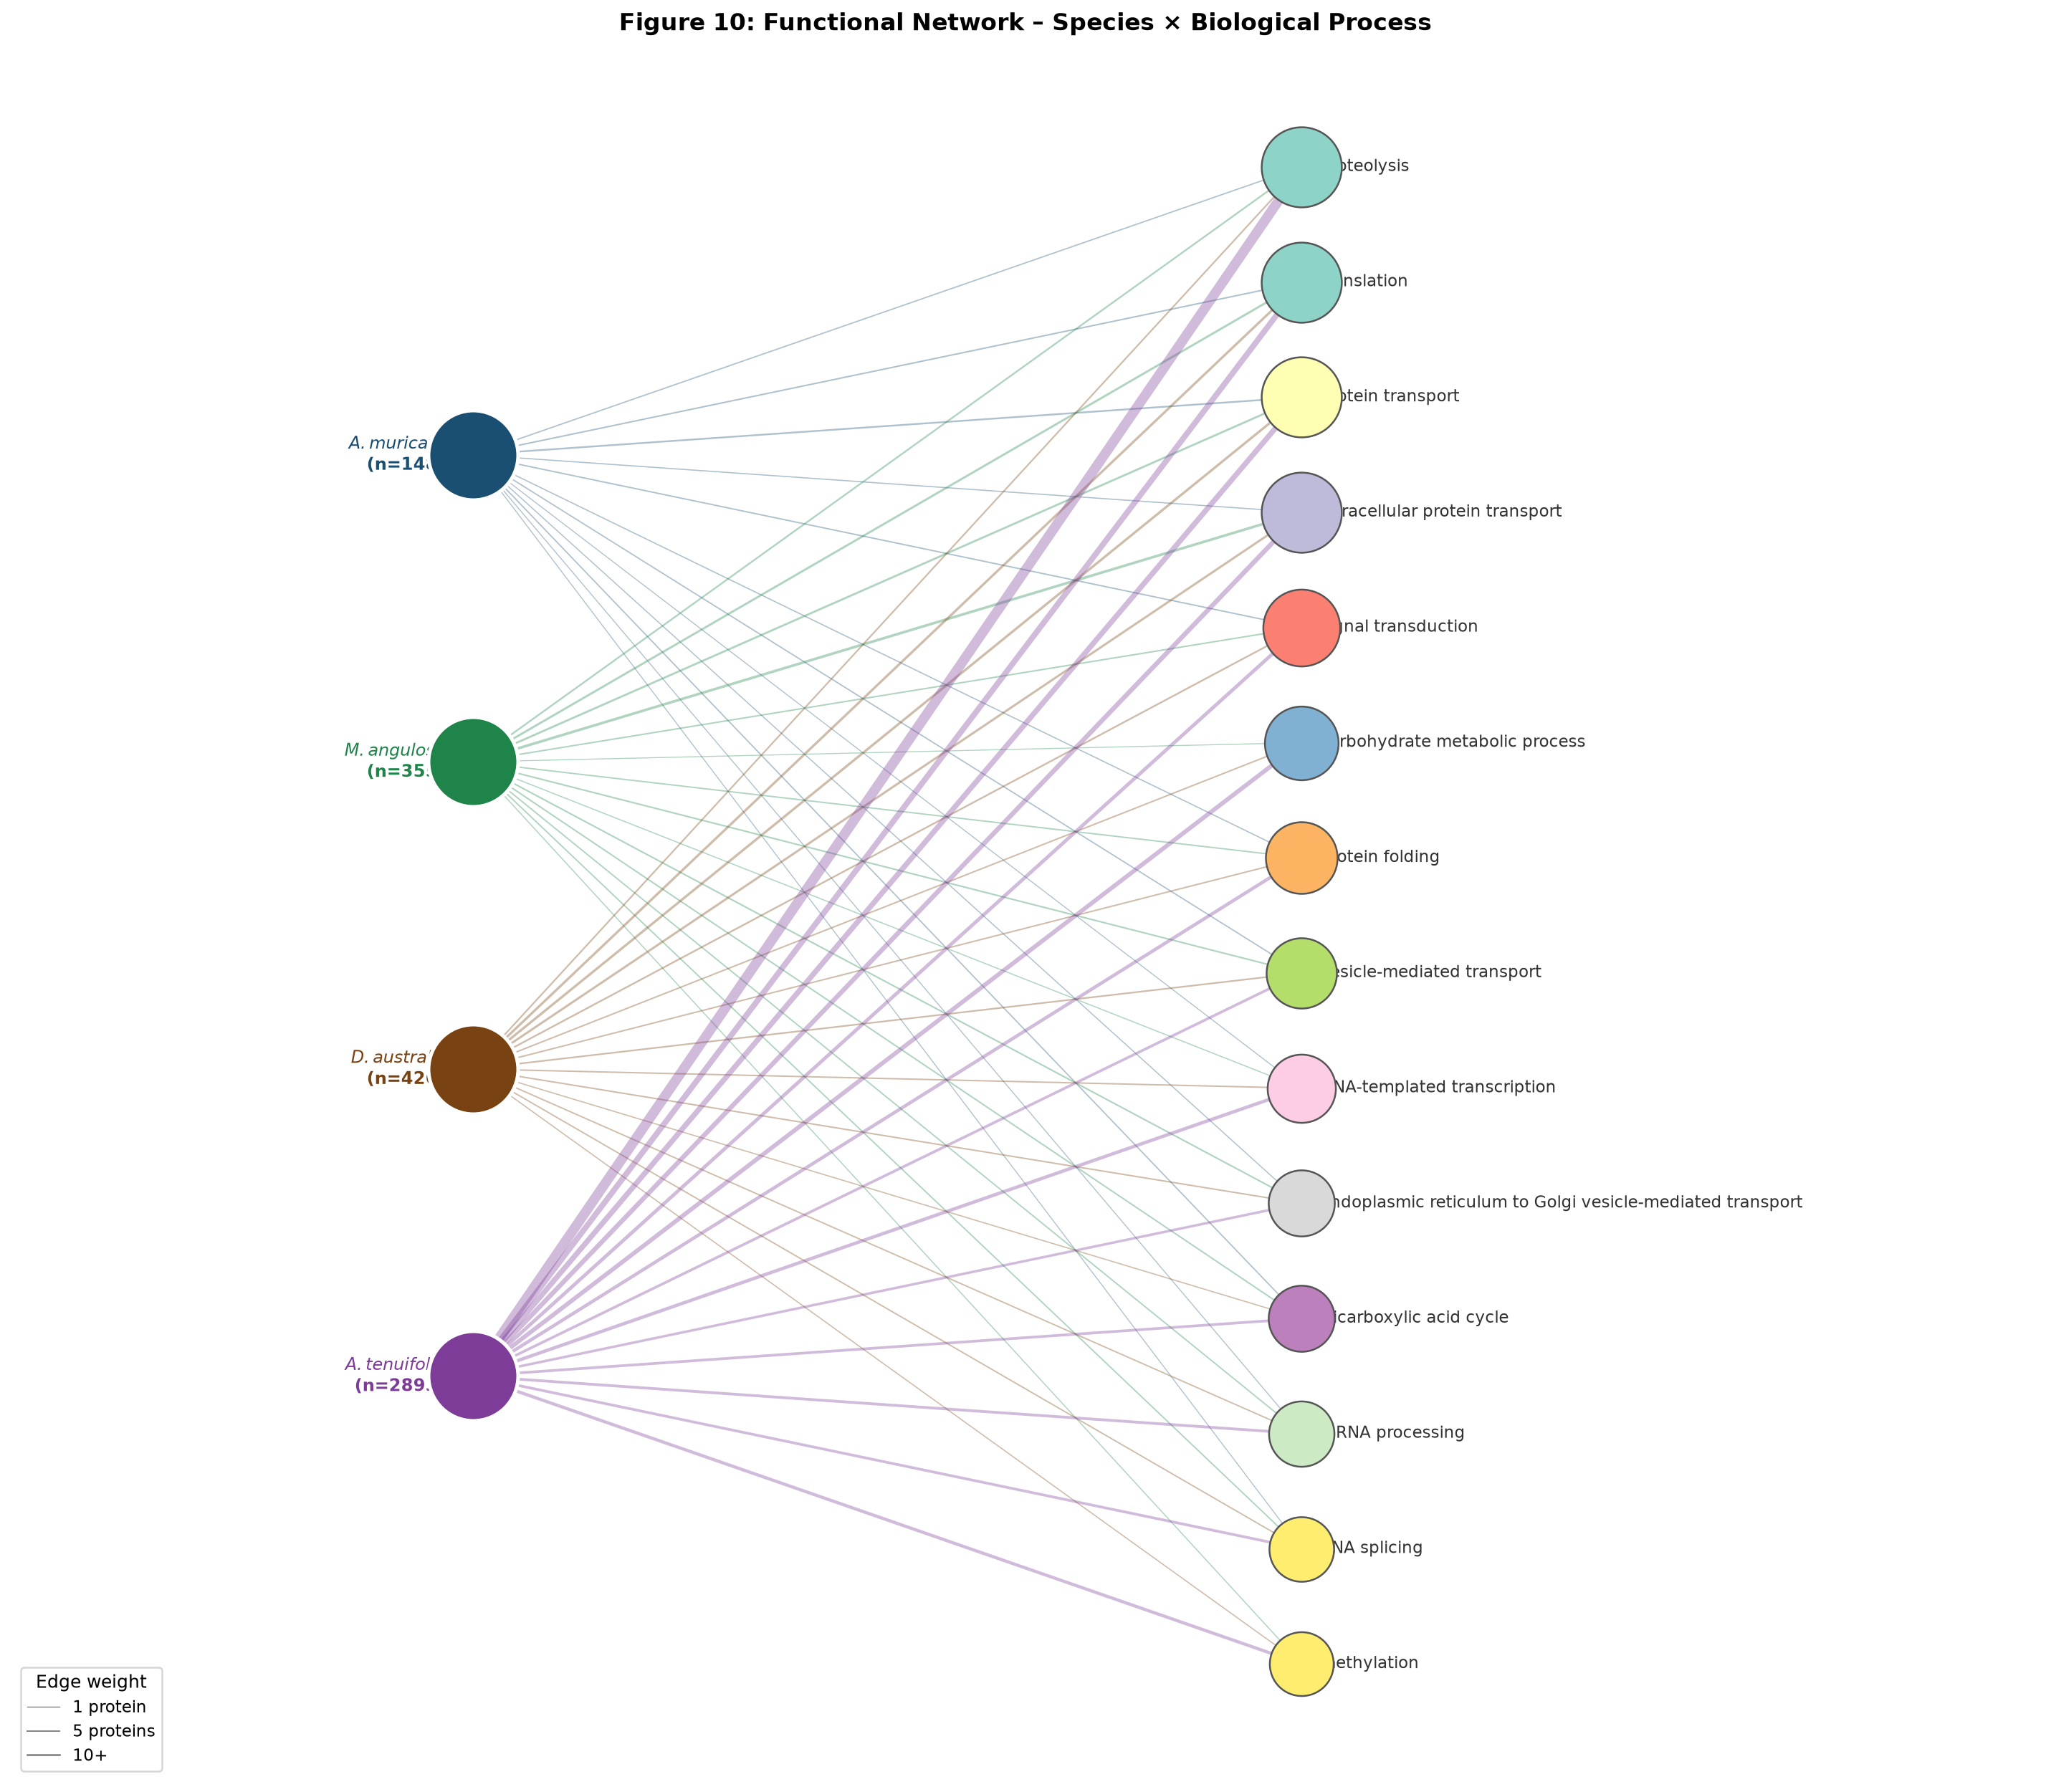 Figure 10: Functional Network – Species × Biological Process
oteolysis
nslation
otein transport
A. murica
(n=14
racellular protein transport
nal transduction
M. angulos
(n=35
rbohydrate metabolic process
otein folding
esicle-mediated transport
D. austra
(n=42
NA-templated transcription
ndoplasmic reticulum to Golgi vesicle-mediated transport
carboxylic acid cycle
A. tenuifol
(n=289
RNA processing
NA splicing
ethylation
Edge weight
1 protein
5 proteins
10+